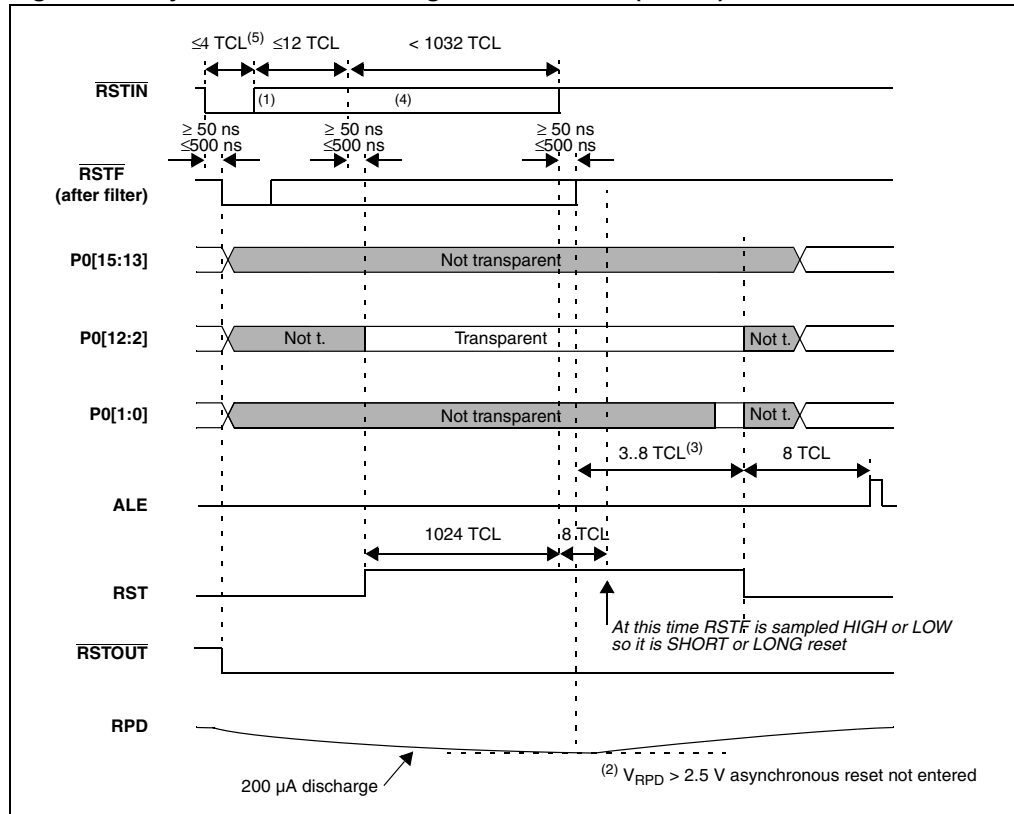 ≤4 TCL(5) ≤12 TCL < 1032 TCL
RSTIN
(1) (4)
≥ 50 ns ≥ 50 ns ≥ 50 ns
≤500 ns ≤500 ns ≤500 ns
RSTF
(after filter)
P0[15:13] Not transparent
P0[12:2] Not t. Transparent Not t.
P0[1:0] Not transparent Not t.
3..8 TCL(3) 8 TCL
ALE
1024 TCL 8 TCL
RST
At this time RSTF is sampled HIGH or LOW
so it is SHORT or LONG reset
RSTOUT
RPD
200 µA discharge
(2) VRPD > 2.5 V asynchronous reset not entered